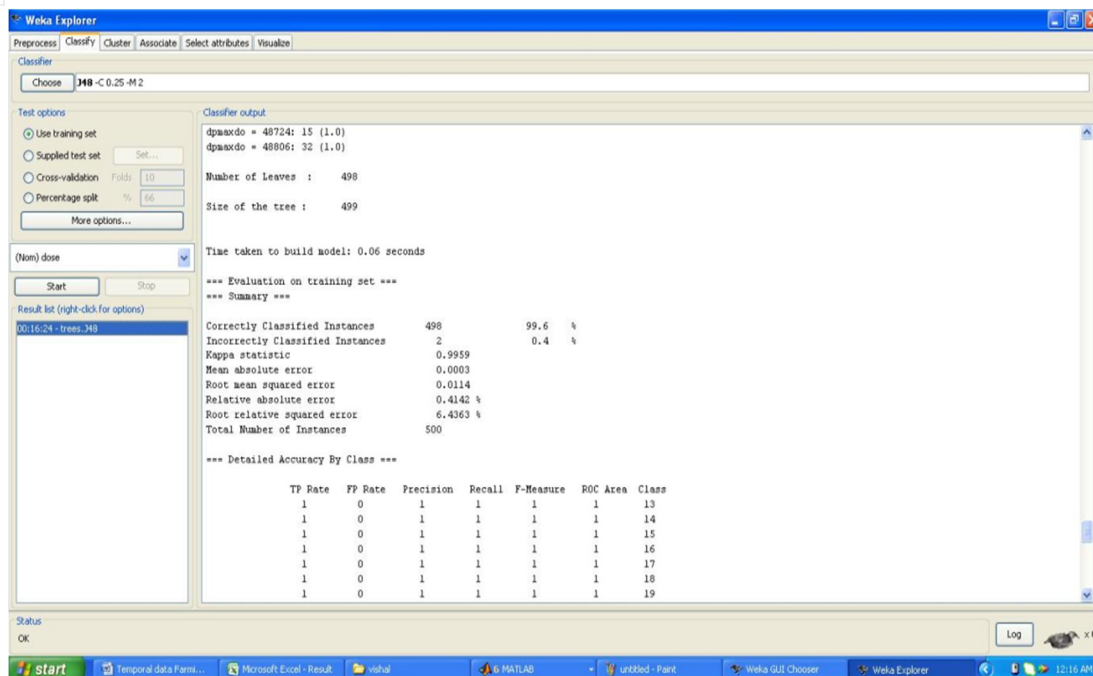 Weka Explorer
Preprocess Classify Cluster Associate Select attributes Visualize
Classifier
Choose J48 -C 0.25 -M 2
Test options
Use training set
Supplied test set Set...
Cross-validation Folds 10
Percentage split % 66
More options...
(Nom) dose
Start Stop
Result list (right-click for options)
00:16:24 - trees.J48
Classifier output
dpmaxdo = 48724: 15 (1.0)
dpmaxdo = 48806: 32 (1.0)
Number of Leaves : 498
Size of the tree : 499
Time taken to build model: 0.06 seconds
=== Evaluation on training set ===
=== Summary ===
Correctly Classified Instances 498 99.6 %
Incorrectly Classified Instances 2 0.4 %
Kappa statistic 0.9959
Mean absolute error 0.0003
Root mean squared error 0.0114
Relative absolute error 0.4142 %
Root relative squared error 6.4363 %
Total Number of Instances 500
=== Detailed Accuracy By Class ===
TP Rate FP Rate Precision Recall F-Measure ROC Area Class
1 0 1 1 1 1 13
1 0 1 1 1 1 14
1 0 1 1 1 1 15
1 0 1 1 1 1 16
1 0 1 1 1 1 17
1 0 1 1 1 1 18
1 0 1 1 1 1 19
Status
OK
Log
start Temporal data Farmi... Microsoft Excel - Result vishal 6 MATLAB untitled - Paint Weka GUI Chooser Weka Explorer 12:16 AM